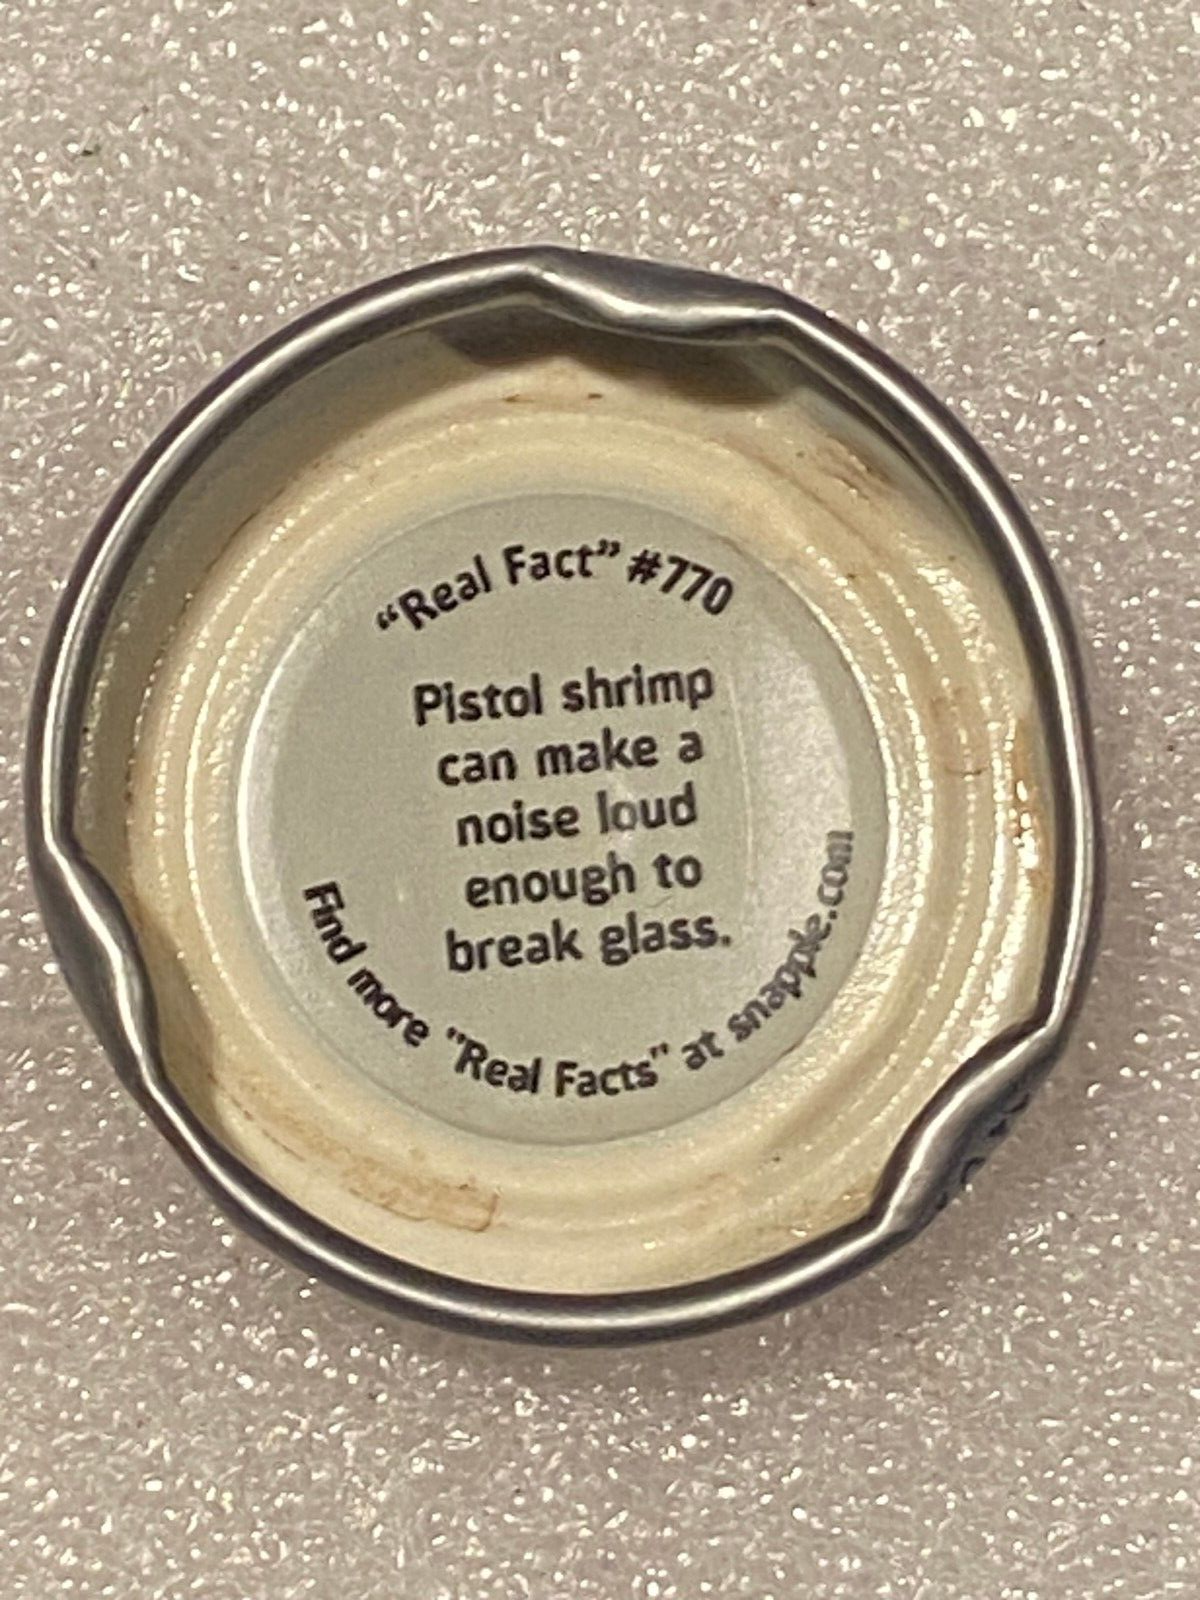 “Real Fact” #770
Pistol shrimp
can make a
noise loud
enough to
break glass.
Find more "Real Facts" at snapple.com